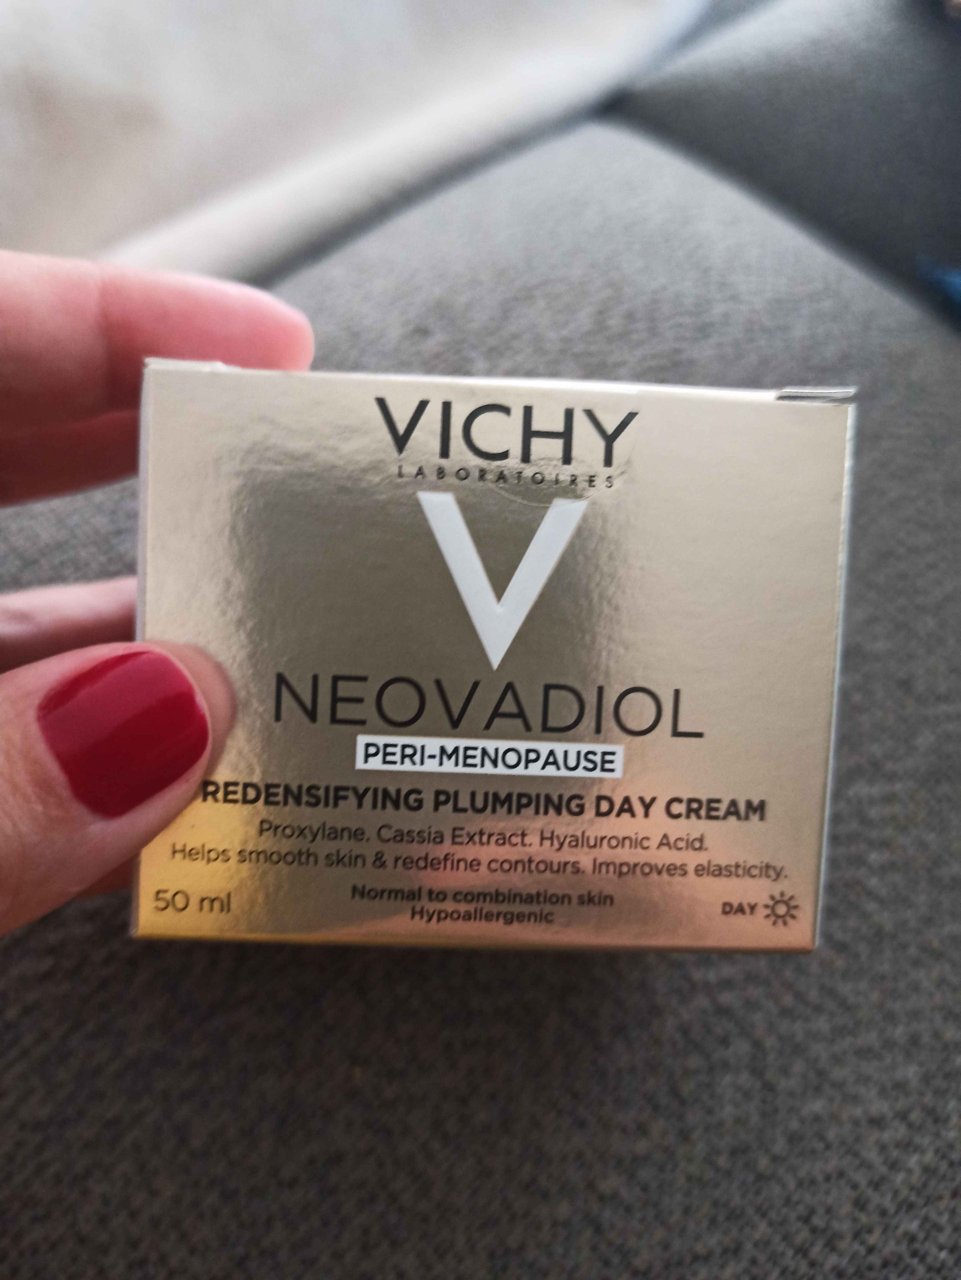 VICHY
LABORATOIRES
V
NEOVADIOL
PERI-MENOPAUSE
REDENSIFYING PLUMPING DAY CREAM
Proxylane. Cassia Extract. Hyaluronic Acid.
Helps smooth skin & redefine contours. Improves elasticity.
50 ml
Normal to combination skin
Hypoallergenic
DAY